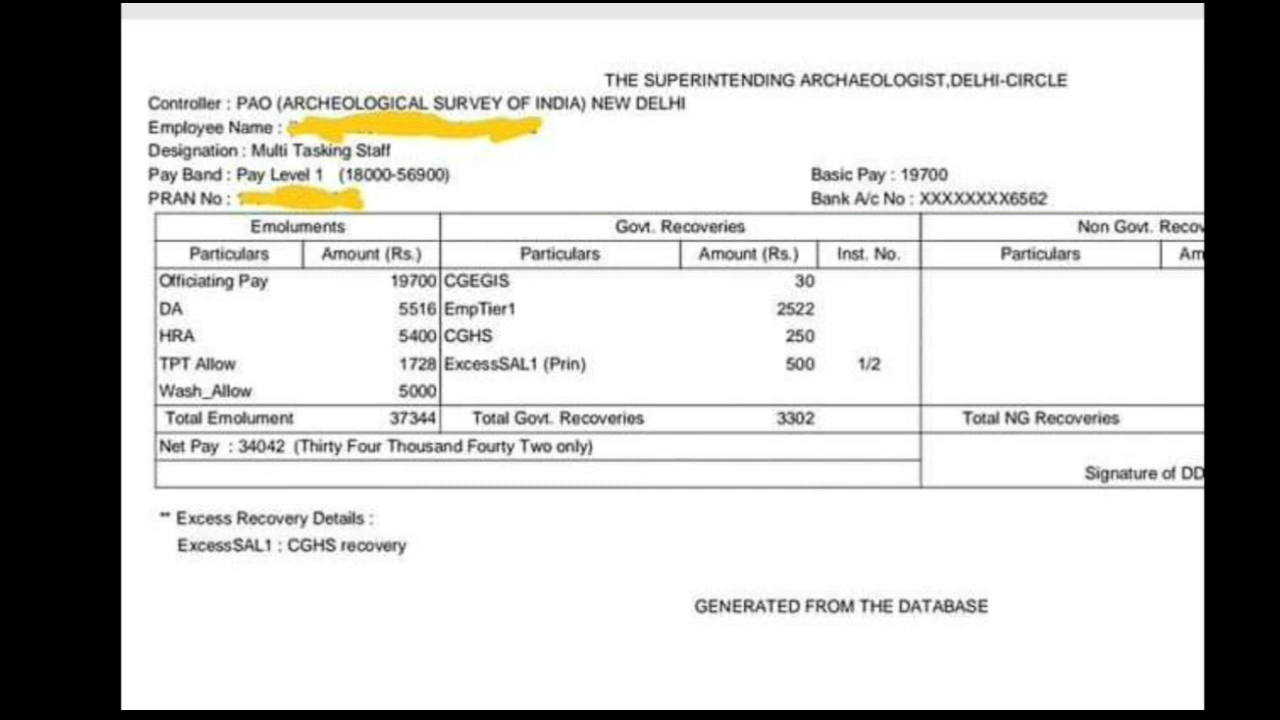 THE SUPERINTENDING ARCHAEOLOGIST,DELHI-CIRCLE
Controller : PAO (ARCHEOLOGICAL SURVEY OF INDIA) NEW DELHI
Employee Name :
Designation : Multi Tasking Staff
Pay Band : Pay Level 1 (18000-56900) Basic Pay : 19700
PRAN No : Bank A/c No : XXXXXXXX6562
Emoluments Govt. Recoveries Non Govt. Recov
Particulars Amount (Rs.) Particulars Amount (Rs.) Inst. No. Particulars Am
Officiating Pay 19700 CGEGIS 30
DA 5516 EmpTier1 2522
HRA 5400 CGHS 250
TPT Allow 1728 ExcessSAL1 (Prin) 500 1/2
Wash_Allow 5000
Total Emolument 37344 Total Govt. Recoveries 3302 Total NG Recoveries
Net Pay : 34042 (Thirty Four Thousand Fourty Two only)
Signature of DD
** Excess Recovery Details :
ExcessSAL1 : CGHS recovery
GENERATED FROM THE DATABASE